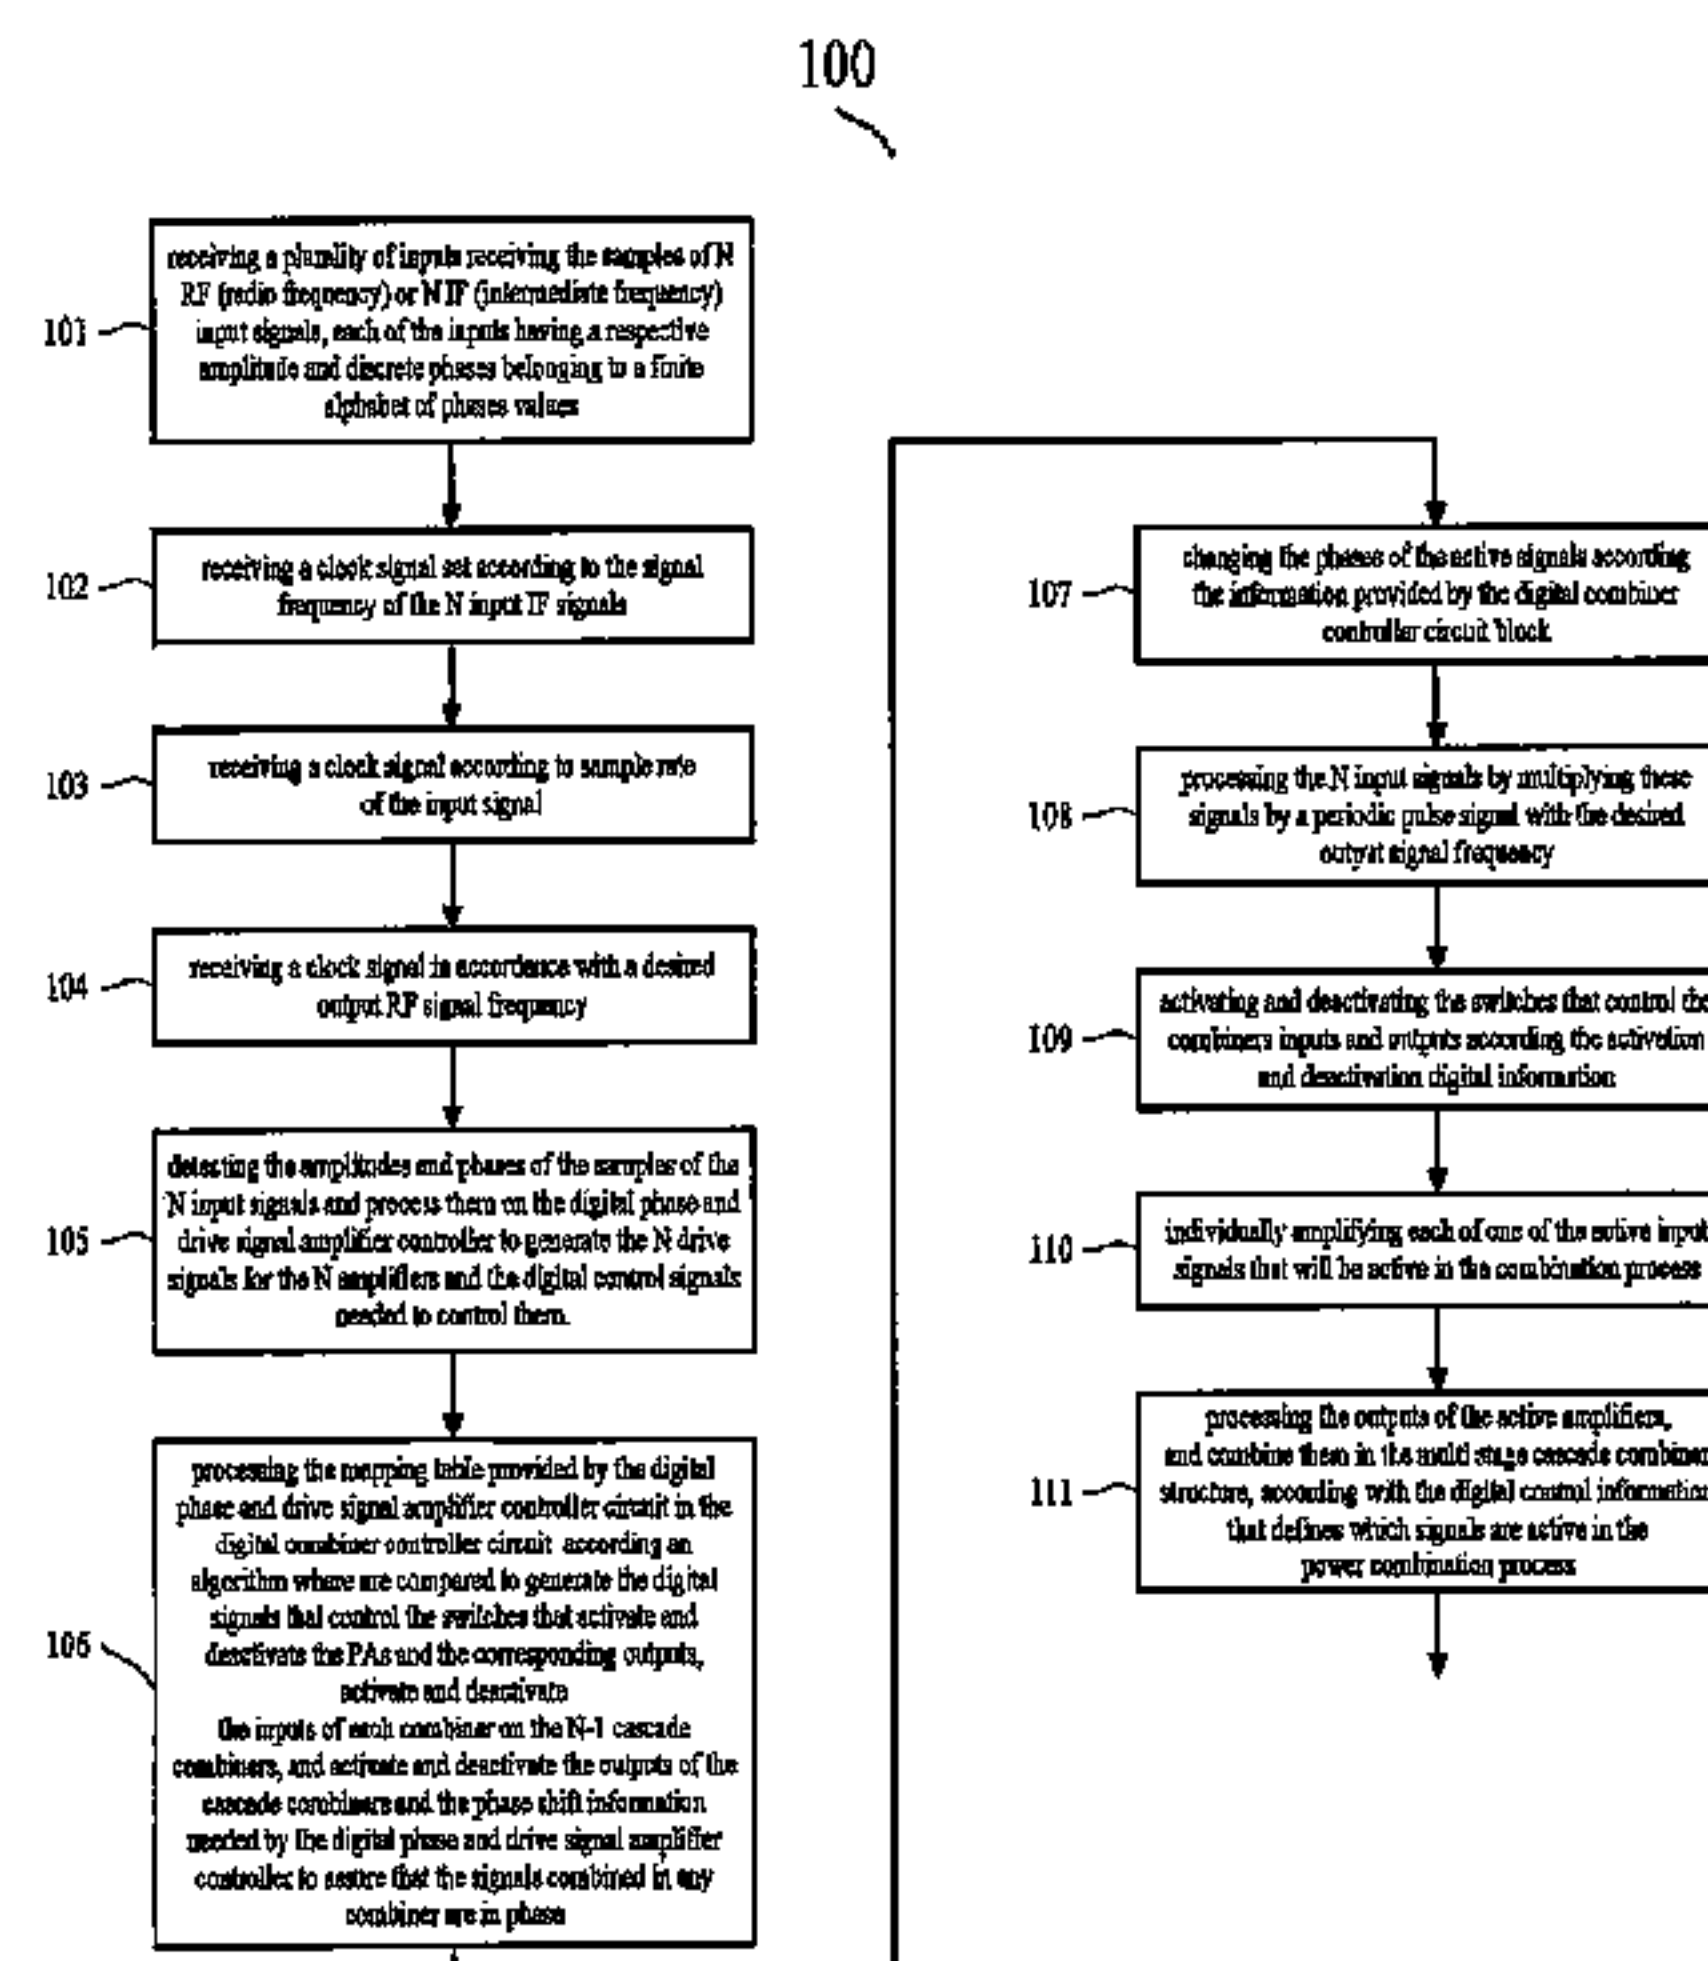 100
101
receiving a plurality of inputs receiving the samples of N
RF (radio frequency) or N IF (intermediate frequency)
input signals, each of the inputs having a respective
amplitude and discrete phases belonging to a finite
alphabet of phases values
102
receiving a clock signal set according to the signal
frequency of the N input IF signals
103
receiving a clock signal according to sample rate
of the input signal
104
receiving a clock signal in accordance with a desired
output RF signal frequency
105
detecting the amplitudes and phases of the samples of the
N input signals and process them on the digital phase and
drive signal amplifier controller to generate the N drive
signals for the N amplifiers and the digital control signals
needed to control them.
106
processing the mapping table provided by the digital
phase and drive signal amplifier controller circuit in the
digital combiner controller circuit according an
algorithm where are compared to generate the digital
signals that control the switches that activate and
deactivate the PAs and the corresponding outputs,
activate and deactivate
the inputs of each combiner on the N-1 cascade
combiners, and activate and deactivate the outputs of the
cascade combiners and the phase shift information
needed by the digital phase and drive signal amplifier
controller to assure that the signals combined in any
combiner are in phase
107
changing the phases of the active signals according
the information provided by the digital combiner
controller circuit block
108
processing the N input signals by multiplying these
signals by a periodic pulse signal with the desired
output signal frequency
109
activating and deactivating the switches that control the
combiners inputs and outputs according the activation
and deactivation digital information
110
individually amplifying each of one of the active input
signals that will be active in the combination process
111
processing the outputs of the active amplifiers,
and combine them in the multi stage cascade combiner
structure, according with the digital control information
that defines which signals are active in the
power combination process